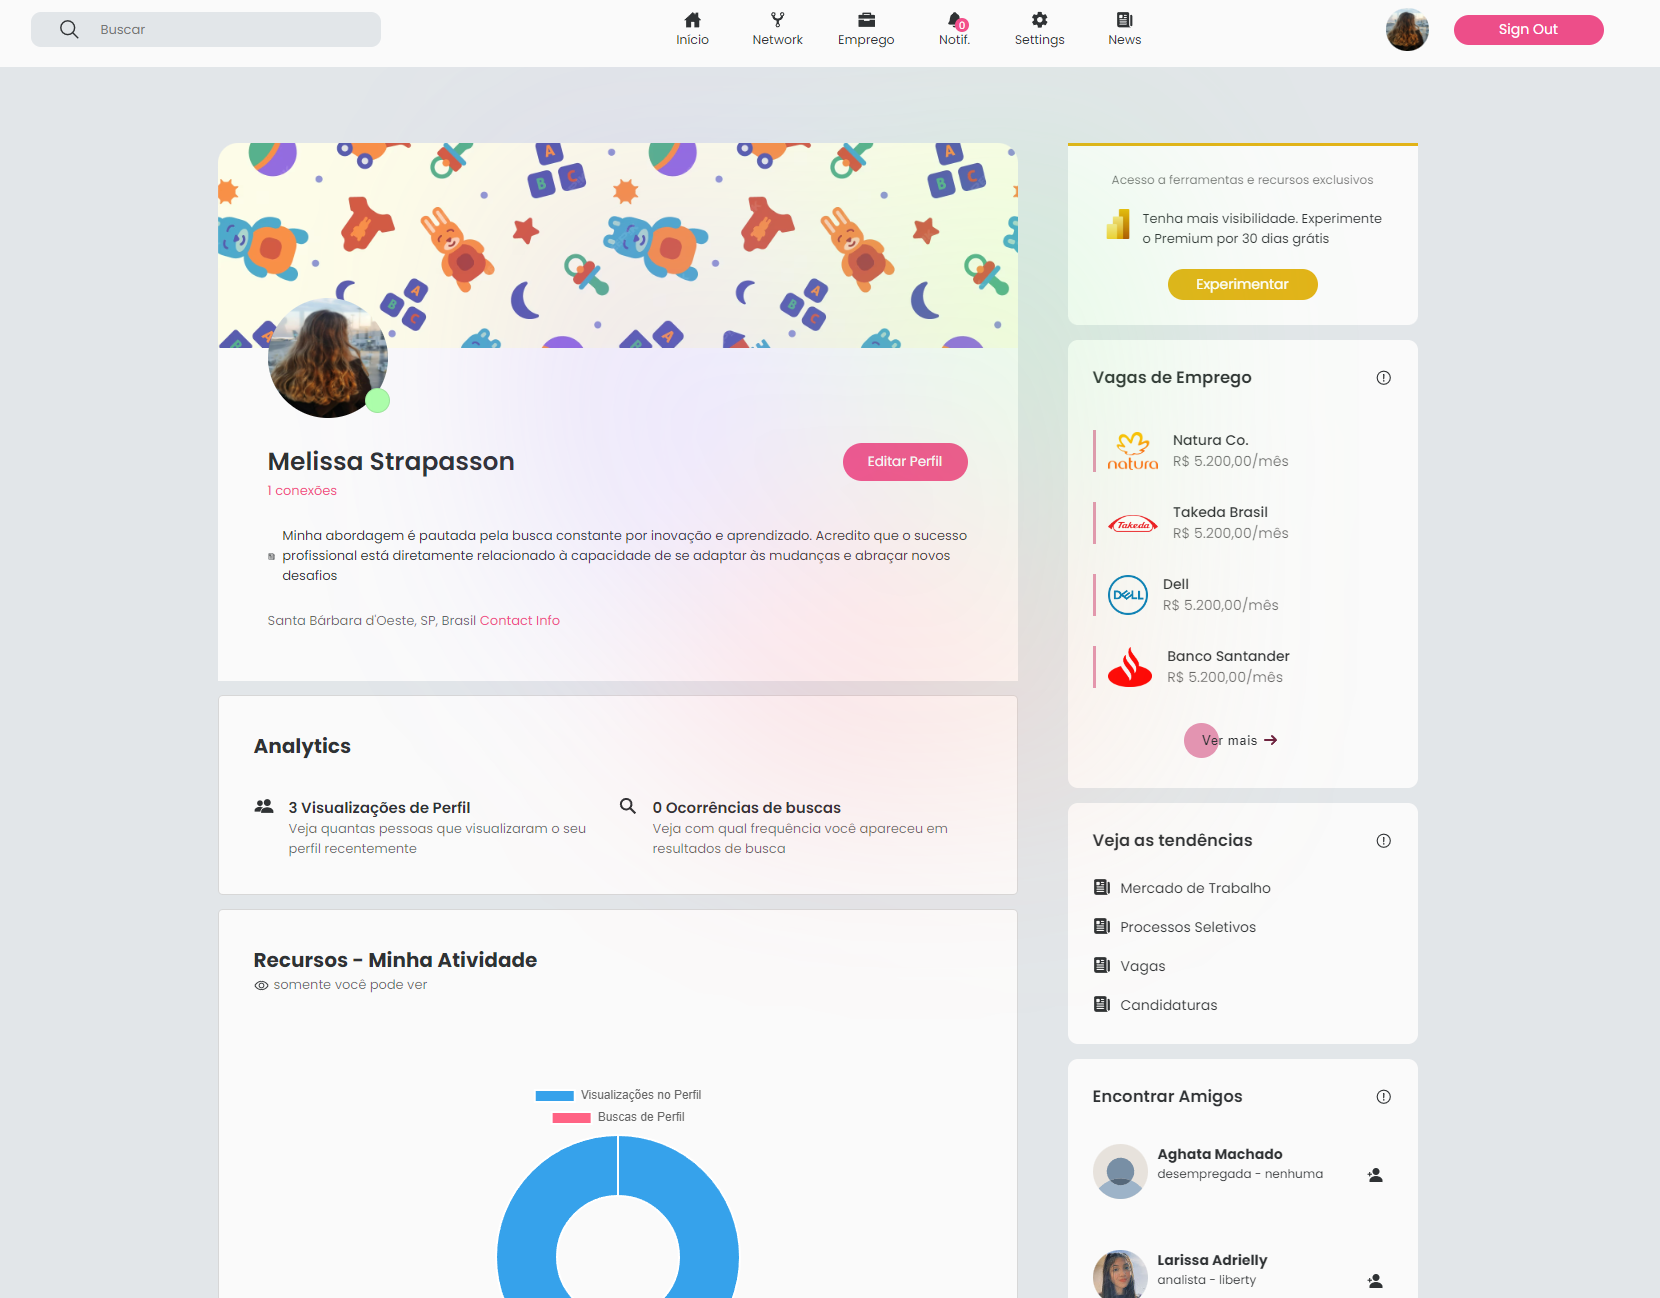 Buscar
Início
Network
Emprego
0
Notif.
Settings
News
Sign Out
Melissa Strapasson
Editar Perfil
1 conexões
Minha abordagem é pautada pela busca constante por inovação e aprendizado. Acredito que o sucesso
profissional está diretamente relacionado à capacidade de se adaptar às mudanças e abraçar novos
desafios
Santa Bárbara d'Oeste, SP, Brasil Contact Info
Analytics
3 Visualizações de Perfil
Veja quantas pessoas que visualizaram o seu
perfil recentemente
0 Ocorrências de buscas
Veja com qual frequência você apareceu em
resultados de busca
Recursos - Minha Atividade
somente você pode ver
Visualizações no Perfil
Buscas de Perfil
Acesso a ferramentas e recursos exclusivos
Tenha mais visibilidade. Experimente
o Premium por 30 dias grátis
Experimentar
Vagas de Emprego
natura
Natura Co.
R$ 5.200,00/mês
Takeda
Takeda Brasil
R$ 5.200,00/mês
DELL
Dell
R$ 5.200,00/mês
Banco Santander
R$ 5.200,00/mês
Ver mais →
Veja as tendências
Mercado de Trabalho
Processos Seletivos
Vagas
Candidaturas
Encontrar Amigos
Aghata Machado
desempregada - nenhuma
Larissa Adrielly
analista - liberty